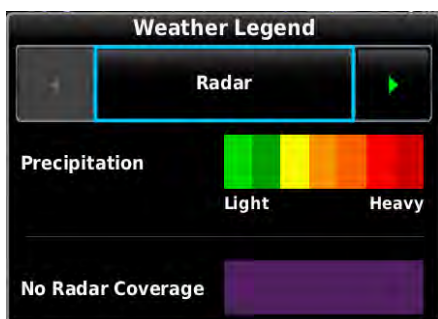 Weather Legend
Radar
Precipitation
Light Heavy
No Radar Coverage